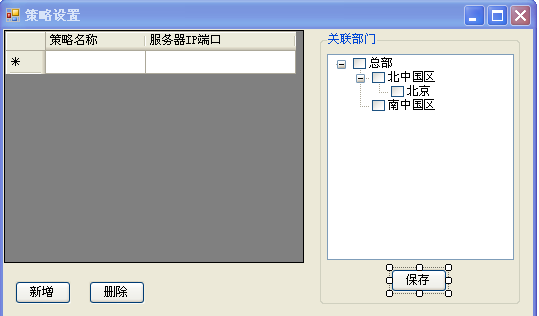 策略设置
策略名称 服务器IP端口
*
关联部门
总部
北中国区
北京
南中国区
新增 删除
保存